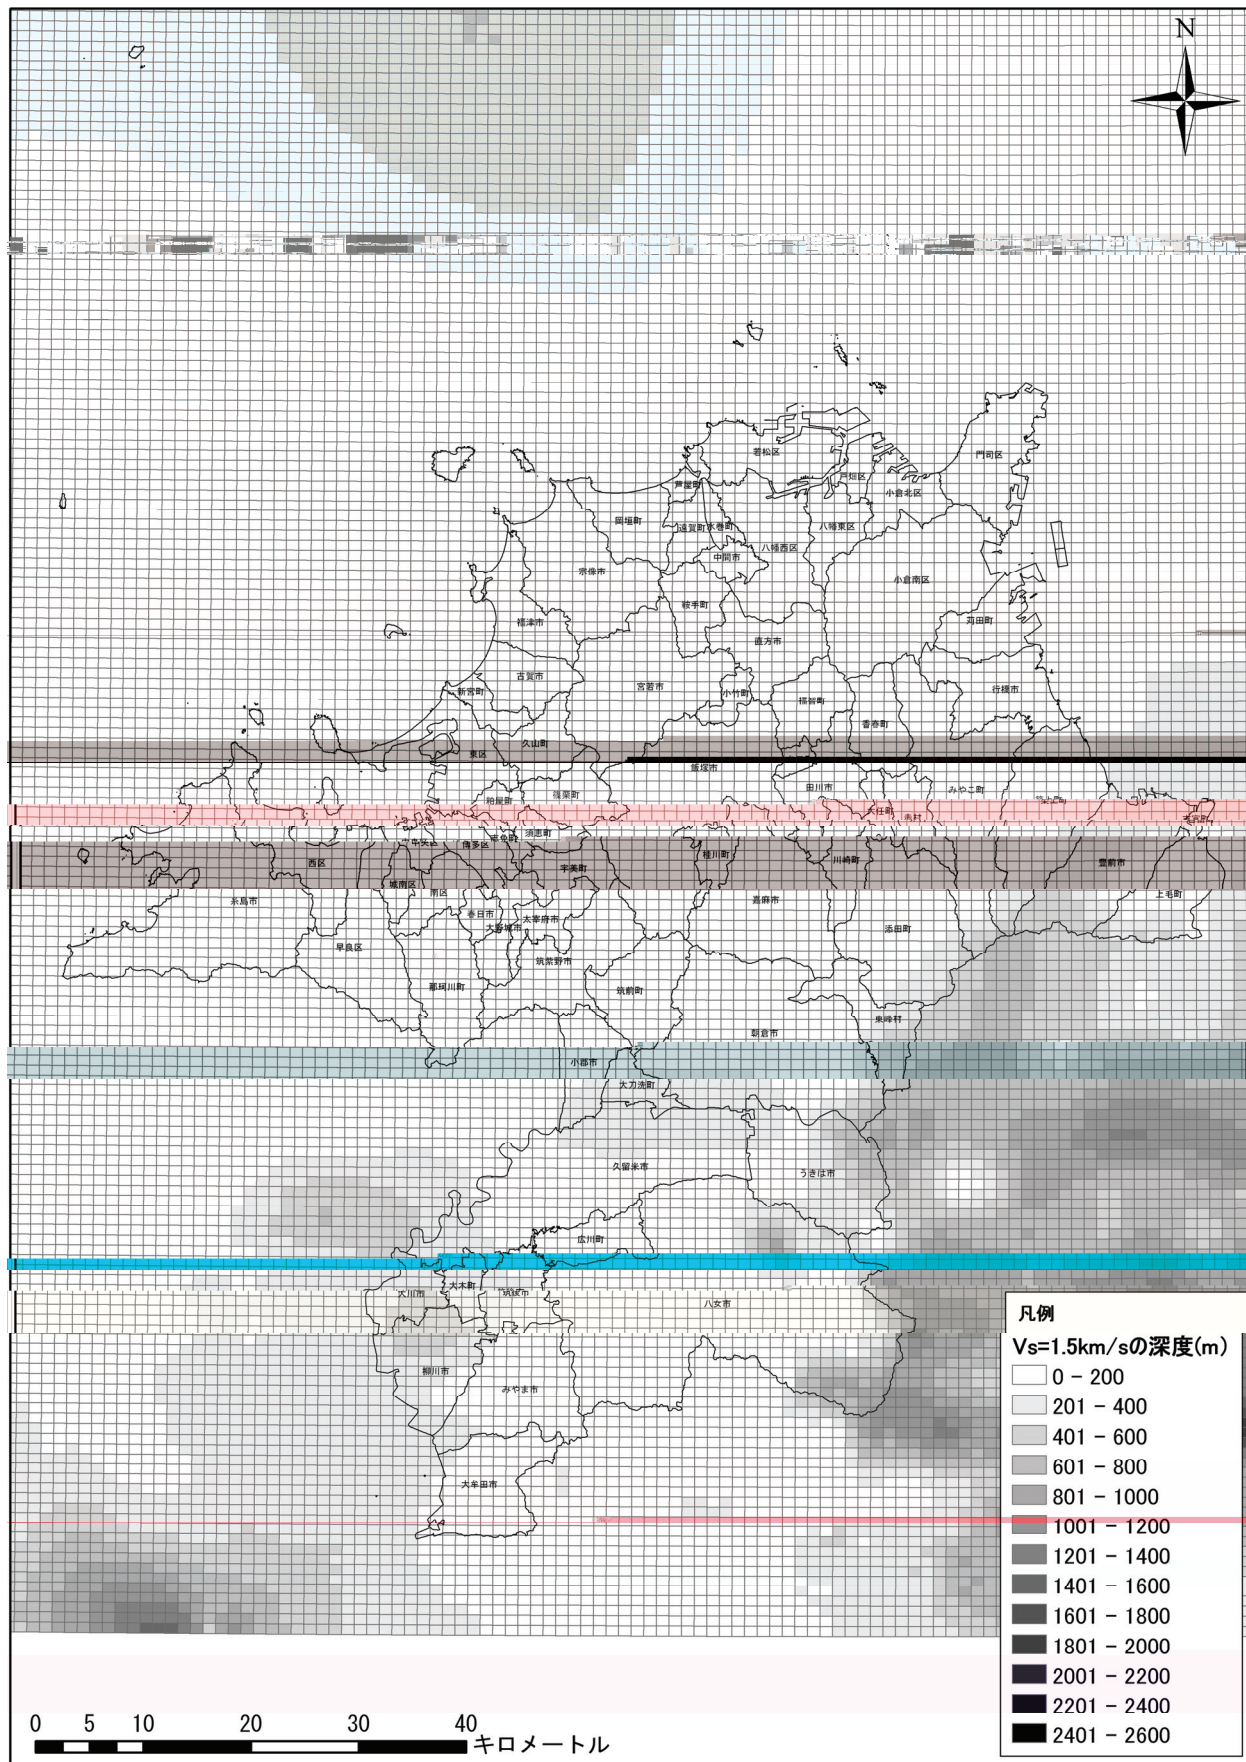 N
若松区
門司区
戸畑区
芦屋町
小倉北区
岡垣町
遠賀町
水巻町
八幡東区
八幡西区
中間市
宗像市
小倉南区
鞍手町
福津市
苅田町
直方市
古賀市
宮若市
新宮町
小竹町
行橋市
福智町
香春町
久山町
東区
飯塚市
田川市
みやこ町
篠栗町
粕屋町
築上町
大任町
赤村
吉富町
須恵町
志免町
中央区
博多区
桂川町
川崎町
西区
宇美町
豊前市
城南区
南区
上毛町
糸島市
嘉麻市
春日市
太宰府市
大野城市
添田町
早良区
筑紫野市
那珂川町
筑前町
東峰村
朝倉市
小郡市
大刀洗町
久留米市
うきは市
広川町
大木町
大川市
筑後市
八女市
柳川市
みやま市
大牟田市
凡例
Vs=1.5km/sの深度(m)
0 - 200
201 - 400
401 - 600
601 - 800
801 - 1000
1001 - 1200
1201 - 1400
1401 - 1600
1601 - 1800
1801 - 2000
2001 - 2200
2201 - 2400
2401 - 2600
0 5 10 20 30 40
キロメートル